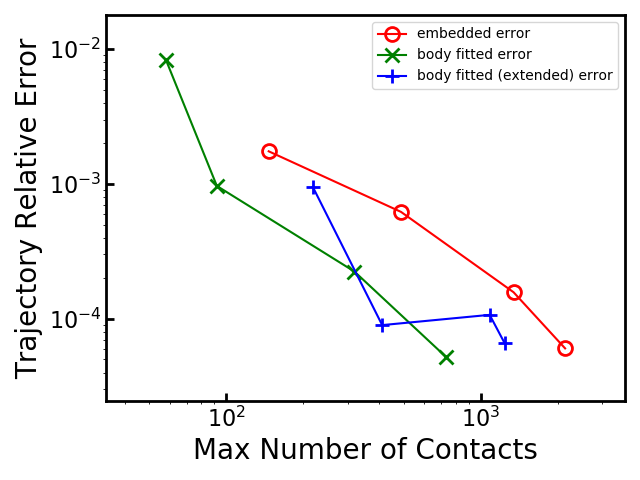 embedded error
body fitted error
body fitted (extended) error
Trajectory Relative Error
10⁻²
10⁻³
10⁻⁴
10² 10³
Max Number of Contacts